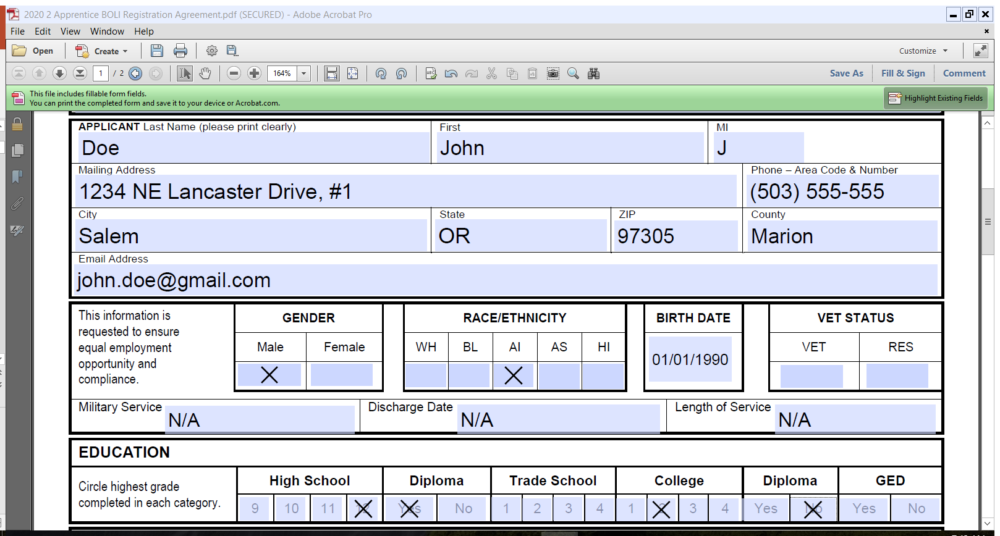 2020 2 Apprentice BOLI Registration Agreement.pdf (SECURED) - Adobe Acrobat Pro
File Edit View Window Help
Open Create Customize
1 / 2 164% Save As Fill & Sign Comment
This file includes fillable form fields.
You can print the completed form and save it to your device or Acrobat.com.
Highlight Existing Fields
APPLICANT Last Name (please print clearly) First MI
Doe John J
Mailing Address Phone – Area Code & Number
1234 NE Lancaster Drive, #1 (503) 555-555
City State ZIP County
Salem OR 97305 Marion
Email Address
john.doe@gmail.com
This information is
requested to ensure
equal employment
opportunity and
compliance.
GENDER RACE/ETHNICITY BIRTH DATE VET STATUS
Male Female WH BL AI AS HI 01/01/1990 VET RES
Military Service N/A Discharge Date N/A Length of Service N/A
EDUCATION
Circle highest grade
completed in each category.
High School Diploma Trade School College Diploma GED
9 10 11 12 Yes No 1 2 3 4 1 2 3 4 Yes No Yes No